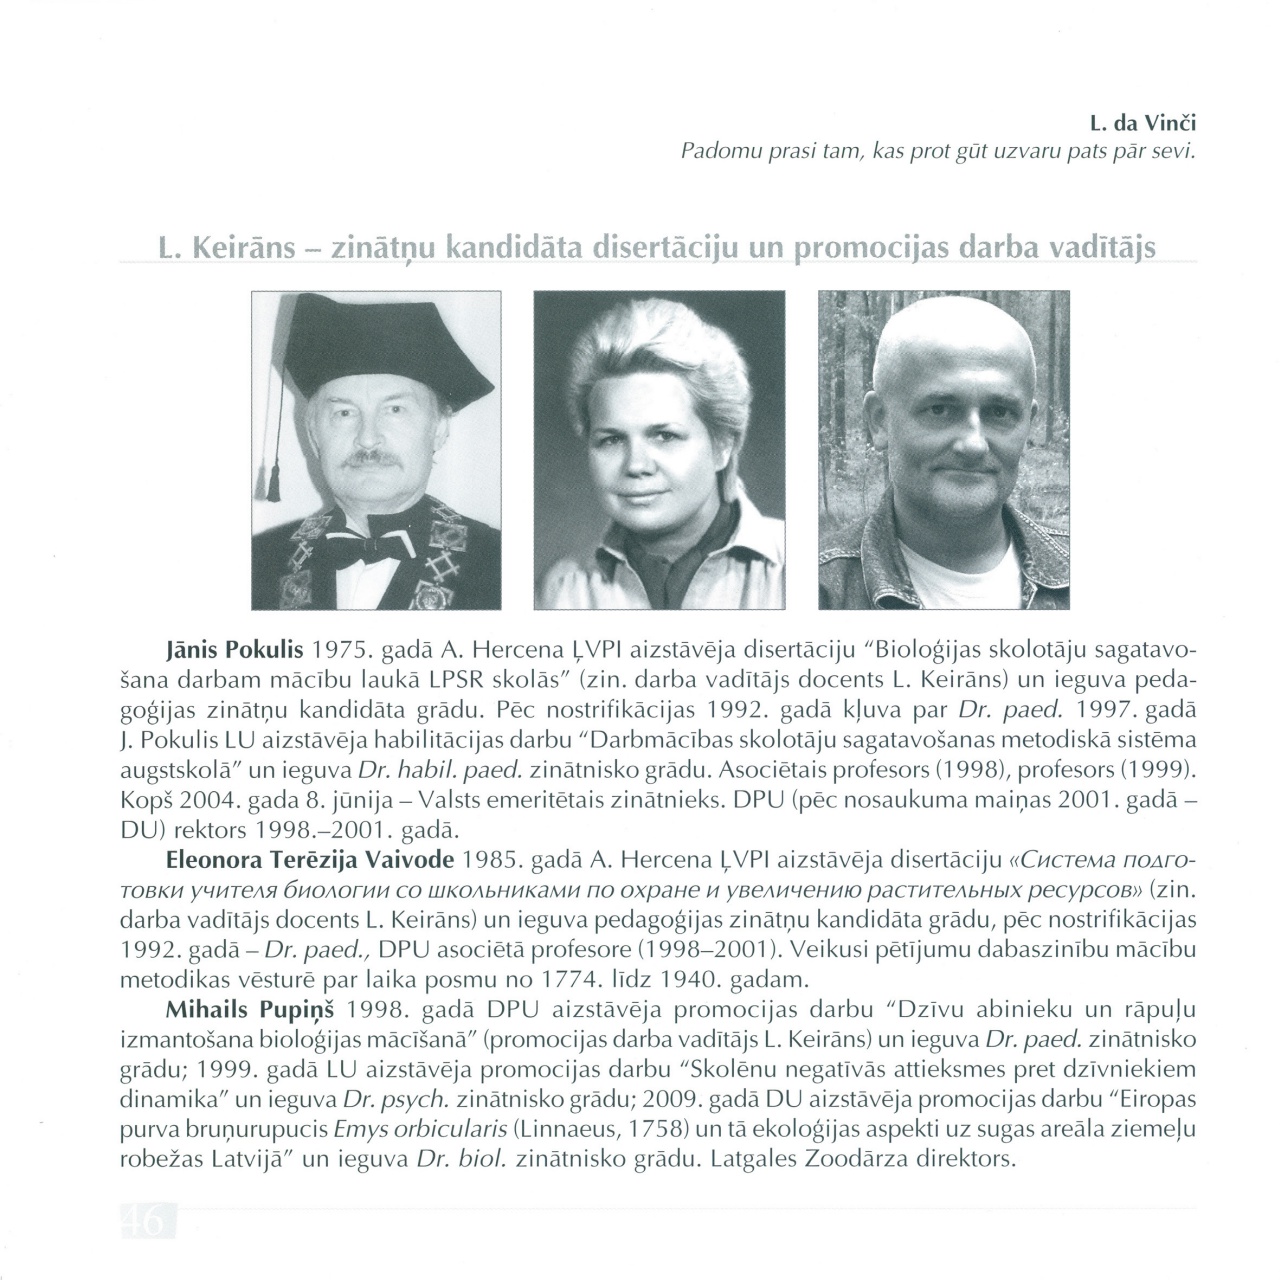 L. da Vinči
Padomu prasi tam, kas prot gūt uzvaru pats pār sevi.
L. Keirāns – zinātņu kandidāta disertāciju un promocijas darba vadītājs
Jānis Pokulis 1975. gadā A. Hercena ĻVPI aizstāvēja disertāciju “Bioloģijas skolotāju sagatavo-
šana darbam mācību laukā LPSR skolās” (zin. darba vadītājs docents L. Keirāns) un ieguva peda-
goģijas zinātņu kandidāta grādu. Pēc nostrifikācijas 1992. gadā kļuva par Dr. paed. 1997. gadā
J. Pokulis LU aizstāvēja habilitācijas darbu “Darbmācības skolotāju sagatavošanas metodiskā sistēma
augstskolā” un ieguva Dr. habil. paed. zinātnisko grādu. Asociētais profesors (1998), profesors (1999).
Kopš 2004. gada 8. jūnija – Valsts emeritētais zinātnieks. DPU (pēc nosaukuma maiņas 2001. gadā –
DU) rektors 1998.–2001. gadā.
Eleonora Terēzija Vaivode 1985. gadā A. Hercena ĻVPI aizstāvēja disertāciju «Система подго-
товки учителя биологии со школьниками по охране и увеличению растительных ресурсов» (zin.
darba vadītājs docents L. Keirāns) un ieguva pedagoģijas zinātņu kandidāta grādu, pēc nostrifikācijas
1992. gadā – Dr. paed., DPU asociētā profesore (1998–2001). Veikusi pētījumu dabaszinību mācību
metodikas vēsturē par laika posmu no 1774. līdz 1940. gadam.
Mihails Pupiņš 1998. gadā DPU aizstāvēja promocijas darbu “Dzīvu abinieku un rāpuļu
izmantošana bioloģijas mācīšanā” (promocijas darba vadītājs L. Keirāns) un ieguva Dr. paed. zinātnisko
grādu; 1999. gadā LU aizstāvēja promocijas darbu “Skolēnu negatīvās attieksmes pret dzīvniekiem
dinamika” un ieguva Dr. psych. zinātnisko grādu; 2009. gadā DU aizstāvēja promocijas darbu “Eiropas
purva bruņurupucis Emys orbicularis (Linnaeus, 1758) un tā ekoloģijas aspekti uz sugas areāla ziemeļu
robežas Latvijā” un ieguva Dr. biol. zinātnisko grādu. Latgales Zoodārza direktors.
46